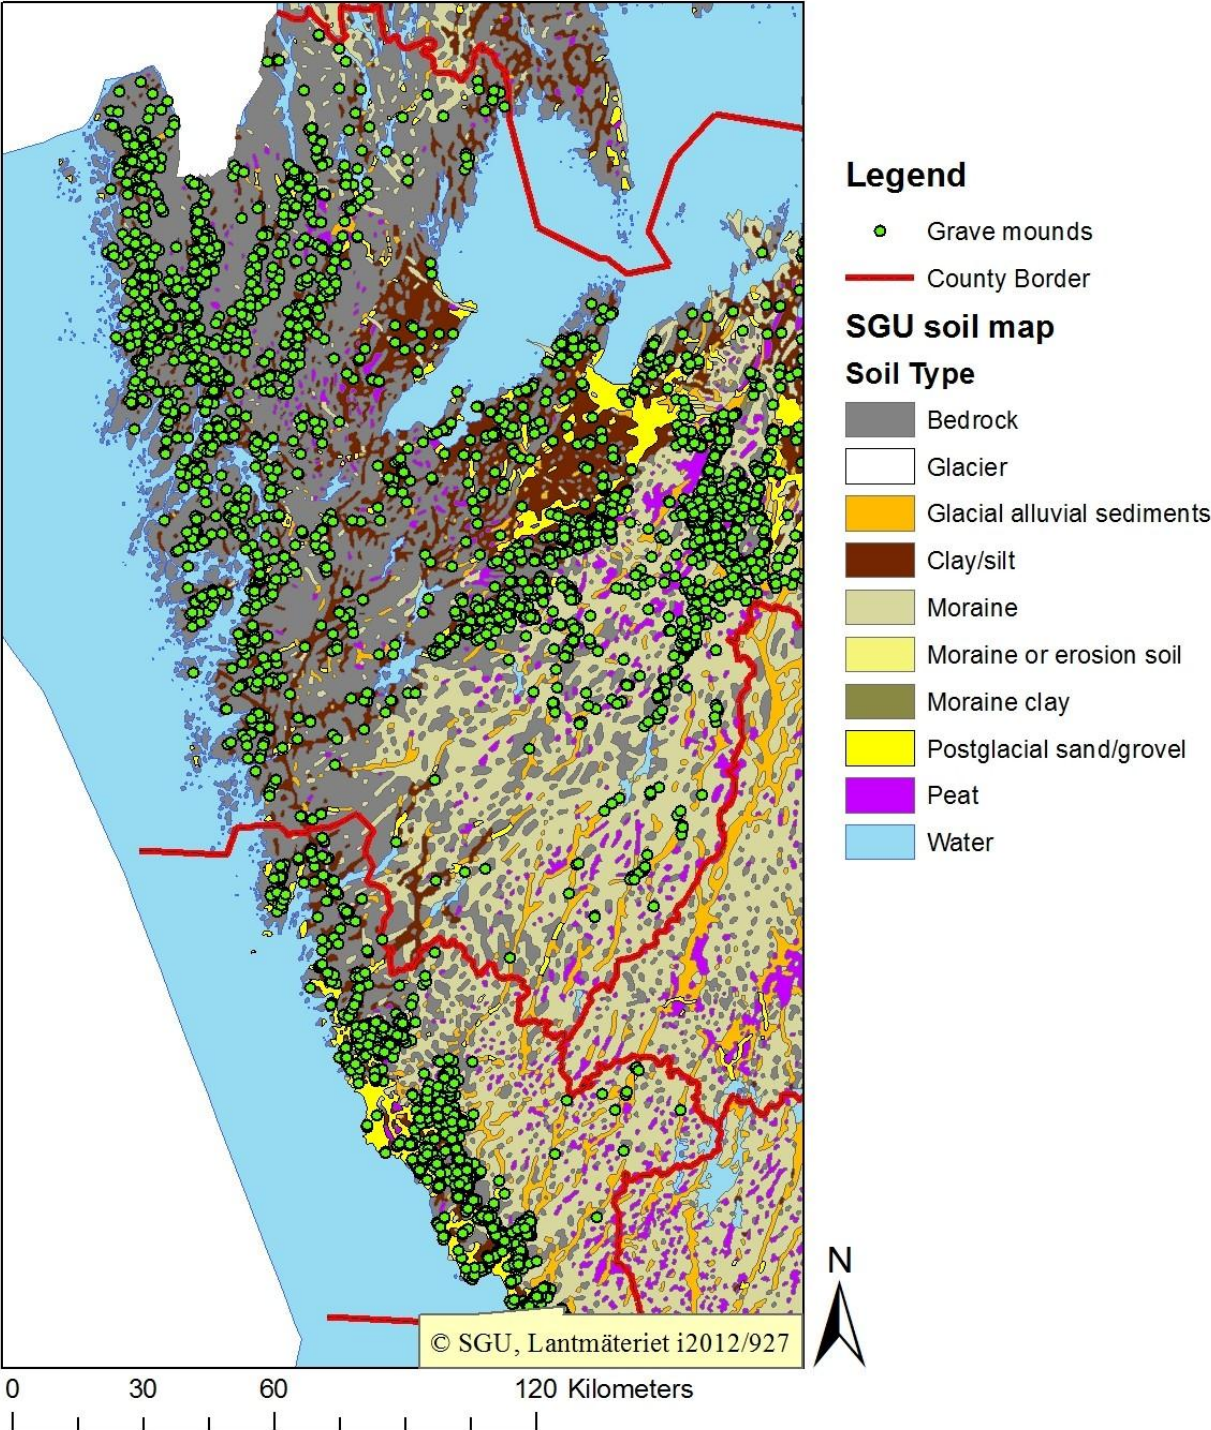 Legend
Grave mounds
County Border
SGU soil map
Soil Type
Bedrock
Glacier
Glacial alluvial sediments
Clay/silt
Moraine
Moraine or erosion soil
Moraine clay
Postglacial sand/grovel
Peat
Water
N
© SGU, Lantmäteriet i2012/927
0 30 60 120 Kilometers